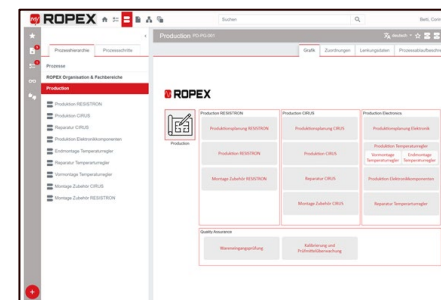 my ROPEX
Suchen
Production
deutsch
Prozesshierarchie
Prozessschritte
Grafik
Zuordnungen
Lenkungsdaten
Prozesse
ROPEX Organisation & Fachbereiche
Production
Produktion RESISTRON
Produktion CIRUS
Reparatur CIRUS
Produktion Elektronikkomponenten
Endmontage Temperaturregler
Reparatur Temperaturregler
Vormontage Temperaturregler
Montage Zubehör CIRUS
Montage Zubehör RESISTRON
ROPEX
Production
Production RESISTRON
Produktionsplanung RESISTRON
Produktion RESISTRON
Montage Zubehör RESISTRON
Production CIRUS
Produktionsplanung CIRUS
Produktion CIRUS
Reparatur CIRUS
Montage Zubehör CIRUS
Production Electronics
Produktionsplanung Elektronik
Produktion Temperaturregler
Vormontage Temperaturregler
Endmontage Temperaturregler
Produktion Elektronikkomponenten
Reparatur Temperaturregler
Quality Assurance
Wareneingangsprüfung
Kalibrierung und
Prüfmittelüberwachung